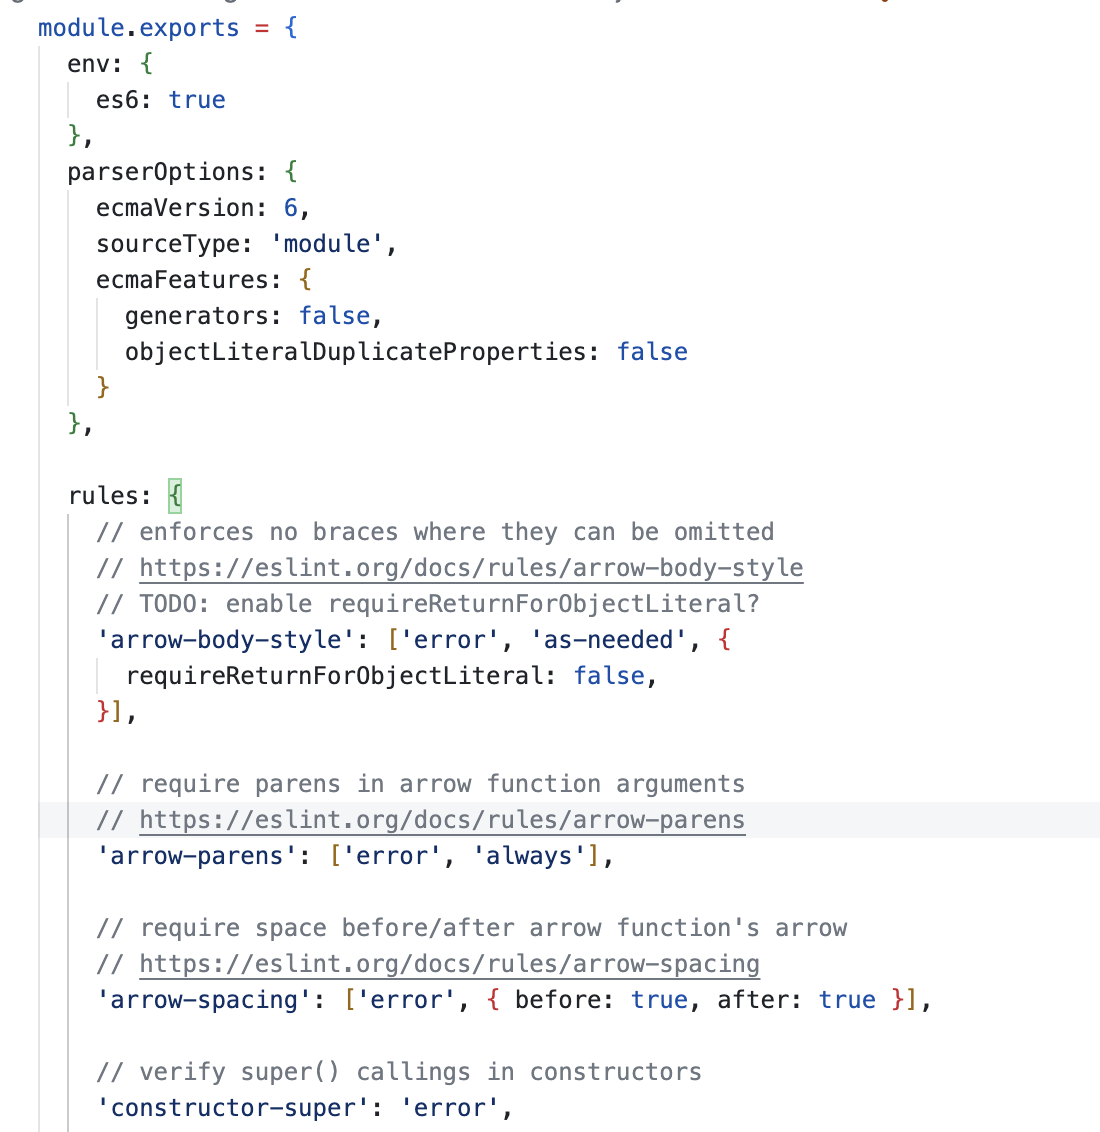 module.exports = {
  env: {
    es6: true
  },
  parserOptions: {
    ecmaVersion: 6,
    sourceType: 'module',
    ecmaFeatures: {
      generators: false,
      objectLiteralDuplicateProperties: false
    }
  },

  rules: {
    // enforces no braces where they can be omitted
    // https://eslint.org/docs/rules/arrow-body-style
    // TODO: enable requireReturnForObjectLiteral?
    'arrow-body-style': ['error', 'as-needed', {
      requireReturnForObjectLiteral: false,
    }],

    // require parens in arrow function arguments
    // https://eslint.org/docs/rules/arrow-parens
    'arrow-parens': ['error', 'always'],

    // require space before/after arrow function's arrow
    // https://eslint.org/docs/rules/arrow-spacing
    'arrow-spacing': ['error', { before: true, after: true }],

    // verify super() callings in constructors
    'constructor-super': 'error',